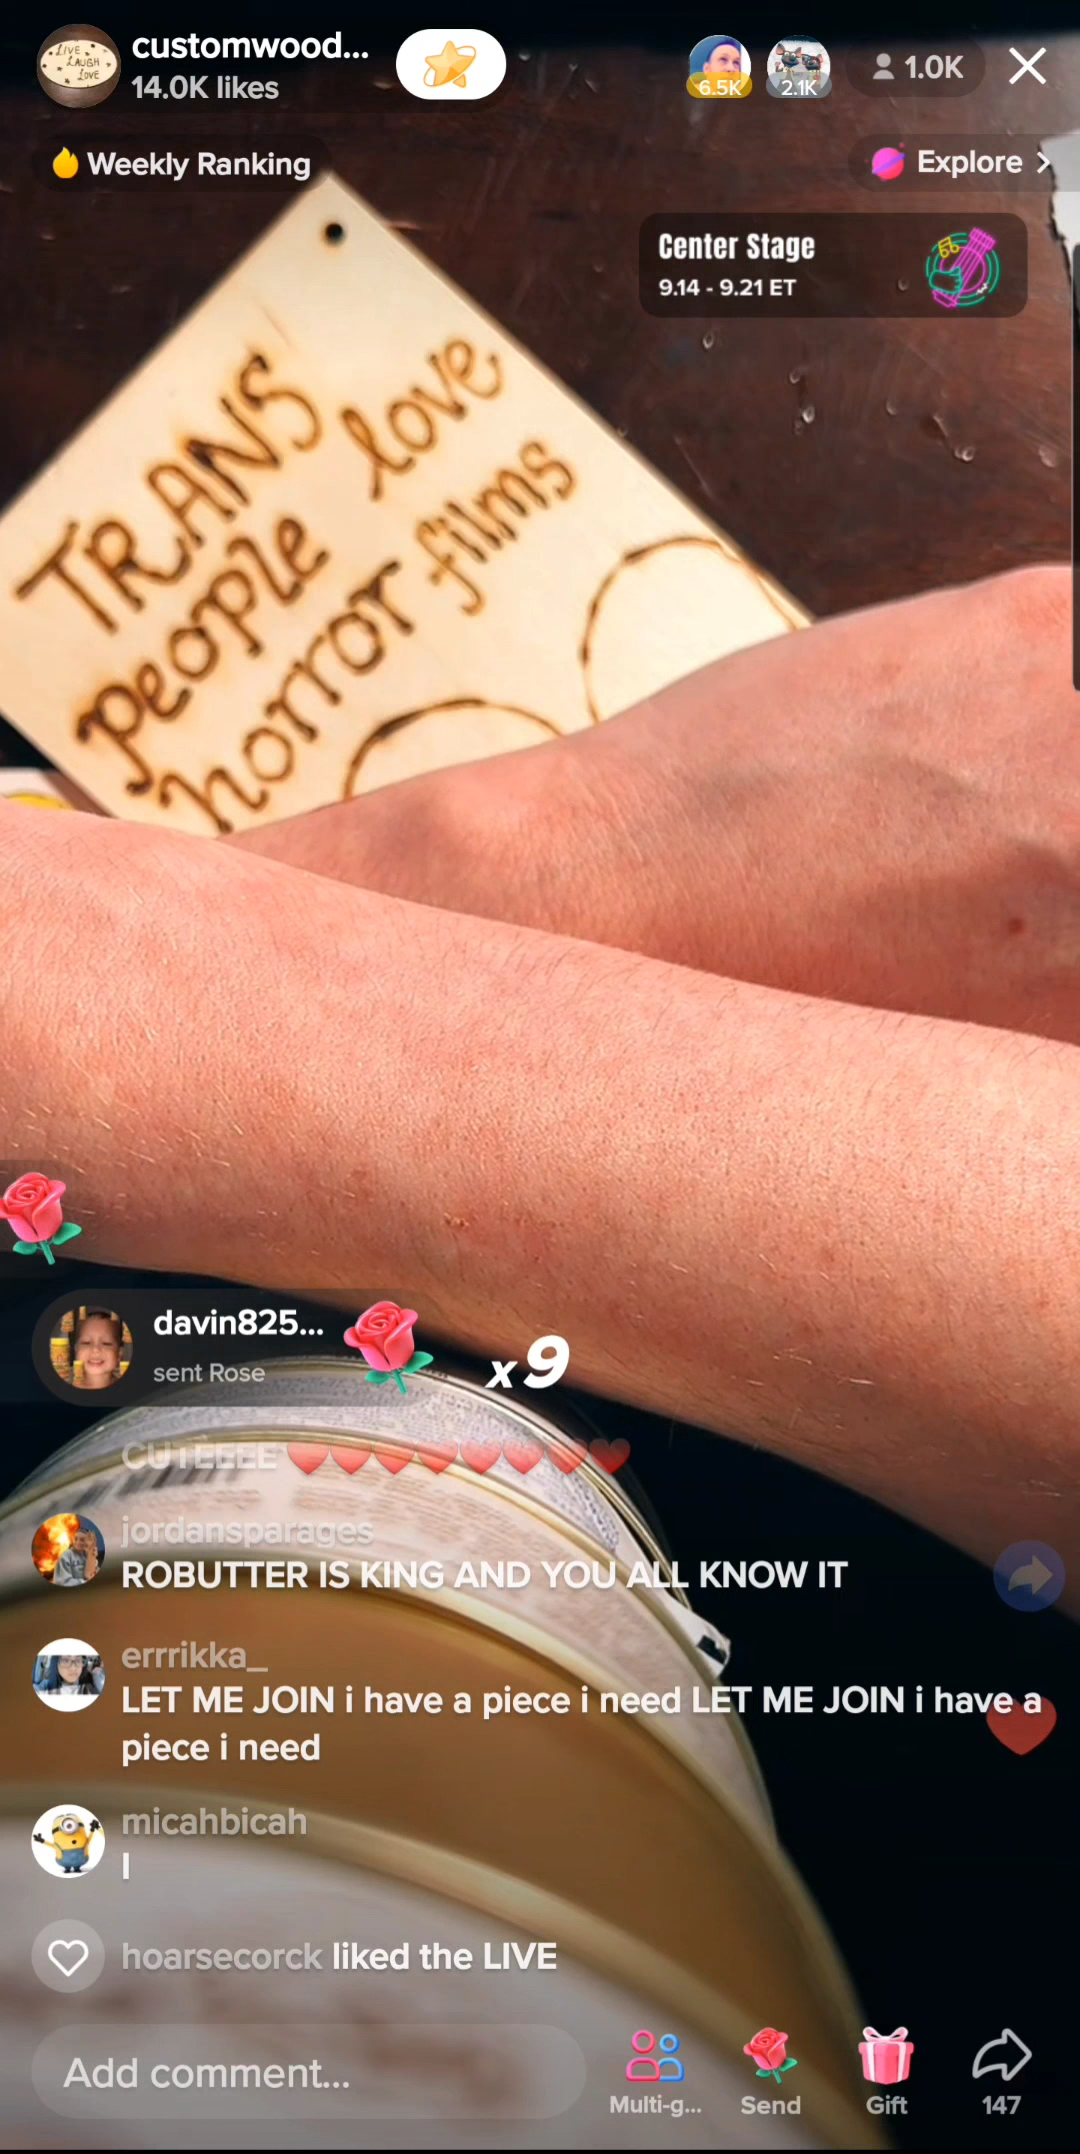 LIVE
LAUGH
LOVE
customwood...
14.0K likes
6.5K
2.1K
1.0K
Weekly Ranking
Explore
Center Stage
9.14 - 9.21 ET
TRANS
people love
horror films
davin825...
sent Rose
x9
CUTEEEE ❤❤❤❤❤❤❤❤
jordansparages
ROBUTTER IS KING AND YOU ALL KNOW IT
errrikka_
LET ME JOIN i have a piece i need LET ME JOIN i have a
piece i need
micahbicah
I
hoarsecorck liked the LIVE
Add comment...
Multi-g...
Send
Gift
147